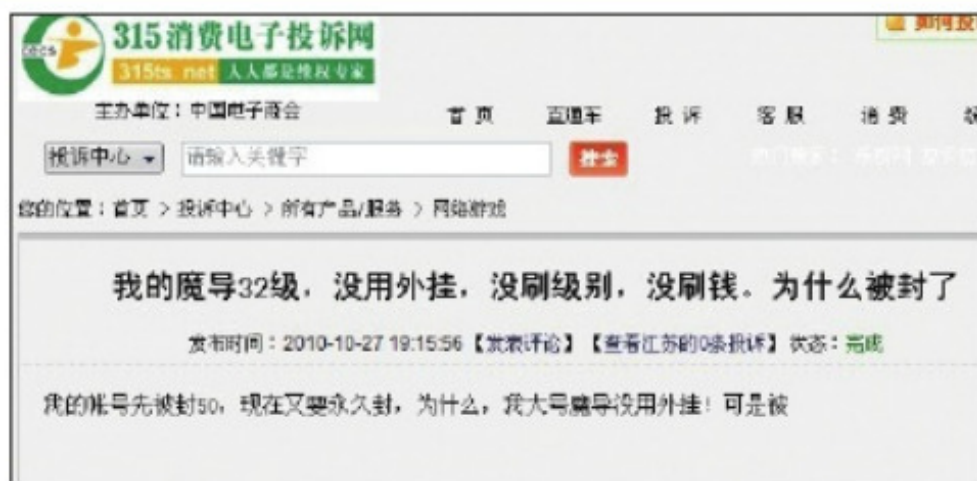 315消费电子投诉网
cecs
315ts.net 人人都是维权专家
如何投
主办单位：中国电子商会
首页 直通车 投诉 客服 消费
投诉中心 请输入关键字 搜索
您的位置：首页 > 投诉中心 > 所有产品/服务 > 网络游戏
我的魔导32级，没用外挂，没刷级别，没刷钱。为什么被封了
发布时间：2010-10-27 19:15:56【发表评论】【查看江苏的0条投诉】状态：完成
我的帐号先被封50，现在又要永久封，为什么，我大号魔导没用外挂！可是被